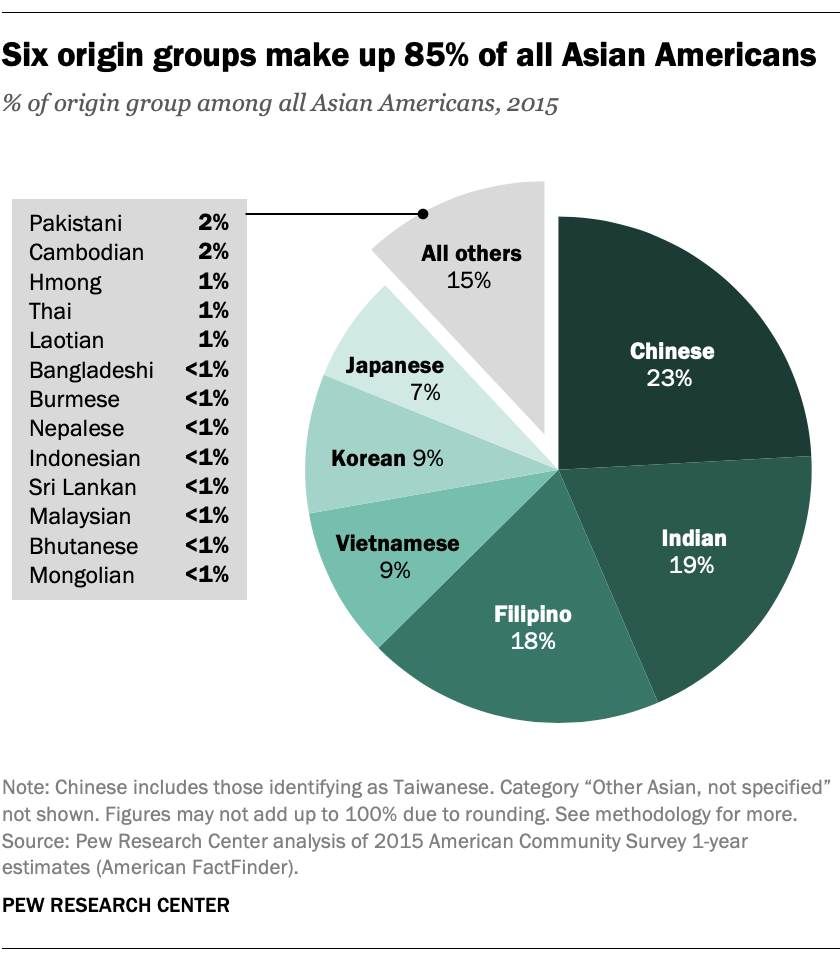 Six origin groups make up 85% of all Asian Americans
% of origin group among all Asian Americans, 2015
Pakistani 2%
Cambodian 2%
Hmong 1%
Thai 1%
Laotian 1%
Bangladeshi <1%
Burmese <1%
Nepalese <1%
Indonesian <1%
Sri Lankan <1%
Malaysian <1%
Bhutanese <1%
Mongolian <1%
All others
15%
Chinese
23%
Indian
19%
Filipino
18%
Vietnamese
9%
Korean 9%
Japanese
7%
Note: Chinese includes those identifying as Taiwanese. Category “Other Asian, not specified”
not shown. Figures may not add up to 100% due to rounding. See methodology for more.
Source: Pew Research Center analysis of 2015 American Community Survey 1-year
estimates (American FactFinder).
PEW RESEARCH CENTER